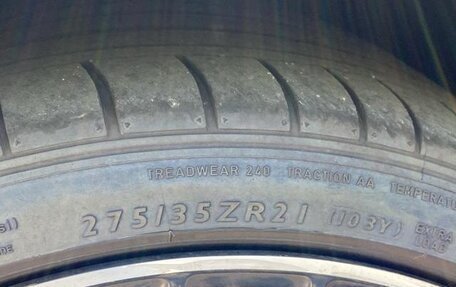 TREADWEAR 240 TRACTION AA TEMPERATU
275/35ZR21 (103Y) EXTRA
LOAD